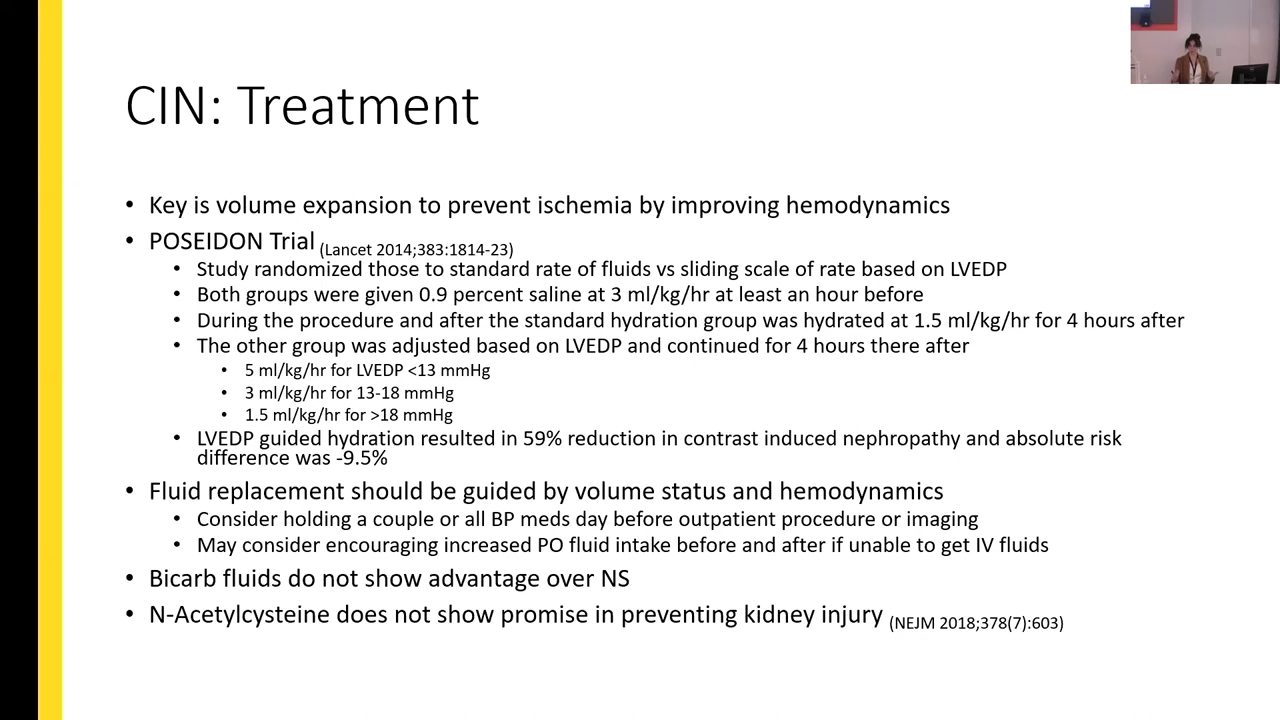 CIN: Treatment
• Key is volume expansion to prevent ischemia by improving hemodynamics
• POSEIDON Trial (Lancet 2014;383:1814-23)
• Study randomized those to standard rate of fluids vs sliding scale of rate based on LVEDP
• Both groups were given 0.9 percent saline at 3 ml/kg/hr at least an hour before
• During the procedure and after the standard hydration group was hydrated at 1.5 ml/kg/hr for 4 hours after
• The other group was adjusted based on LVEDP and continued for 4 hours there after
• 5 ml/kg/hr for LVEDP <13 mmHg
• 3 ml/kg/hr for 13-18 mmHg
• 1.5 ml/kg/hr for >18 mmHg
• LVEDP guided hydration resulted in 59% reduction in contrast induced nephropathy and absolute risk
difference was -9.5%
• Fluid replacement should be guided by volume status and hemodynamics
• Consider holding a couple or all BP meds day before outpatient procedure or imaging
• May consider encouraging increased PO fluid intake before and after if unable to get IV fluids
• Bicarb fluids do not show advantage over NS
• N-Acetylcysteine does not show promise in preventing kidney injury (NEJM 2018;378(7):603)